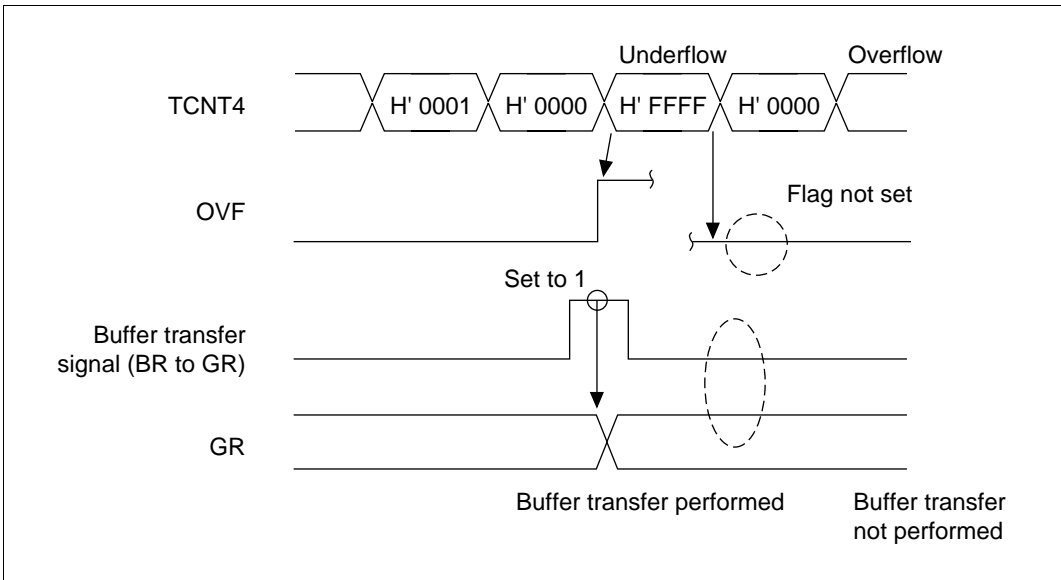 Underflow
Overflow
TCNT4
H' 0001
H' 0000
H' FFFF
H' 0000
OVF
Flag not set
Set to 1
Buffer transfer
signal (BR to GR)
GR
Buffer transfer performed
Buffer transfer
not performed